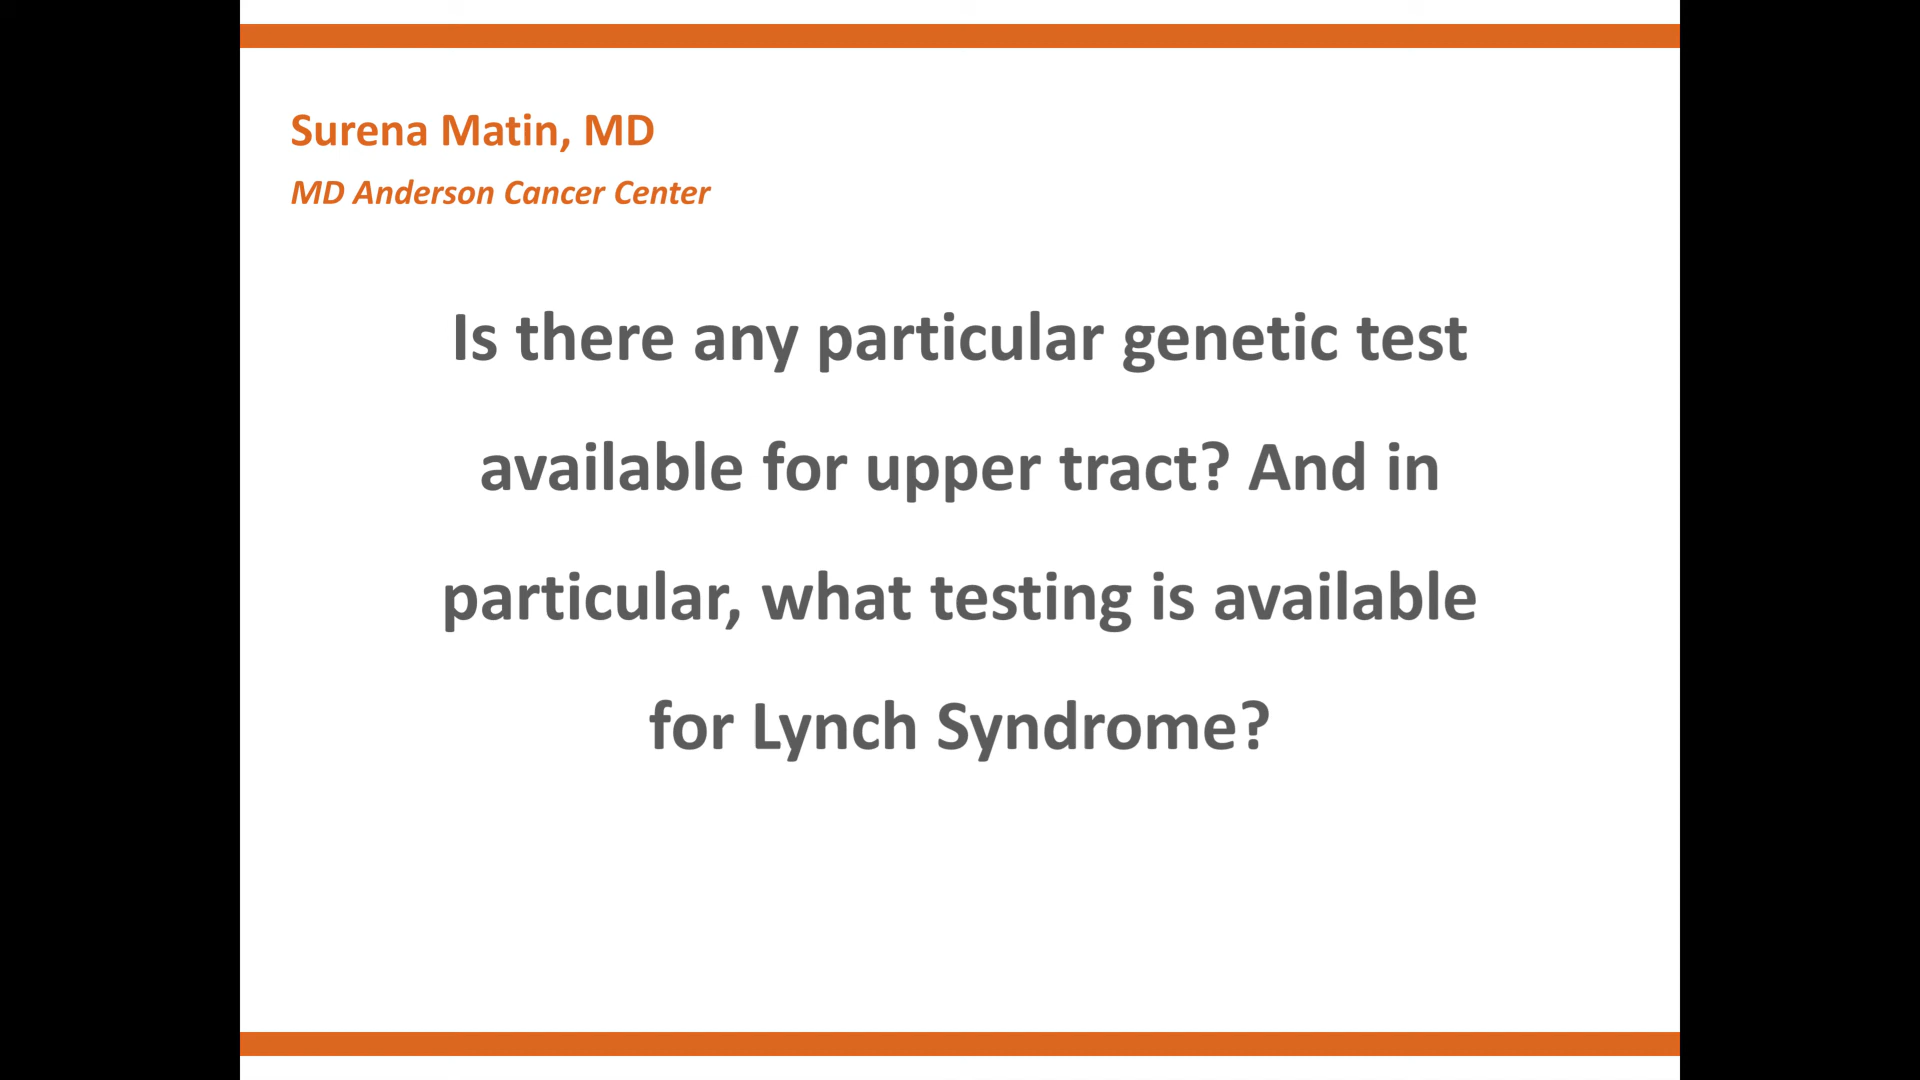 Surena Matin, MD
MD Anderson Cancer Center
Is there any particular genetic test
available for upper tract? And in
particular, what testing is available
for Lynch Syndrome?